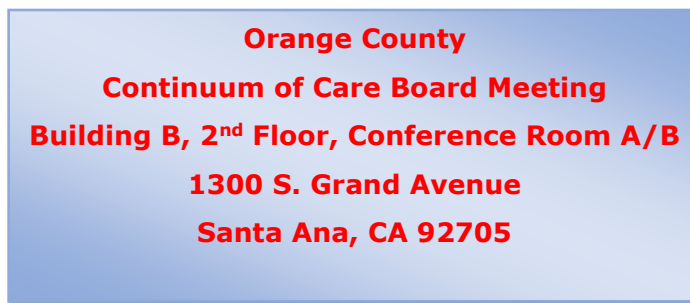 Orange County
Continuum of Care Board Meeting
Building B, 2nd Floor, Conference Room A/B
1300 S. Grand Avenue
Santa Ana, CA 92705